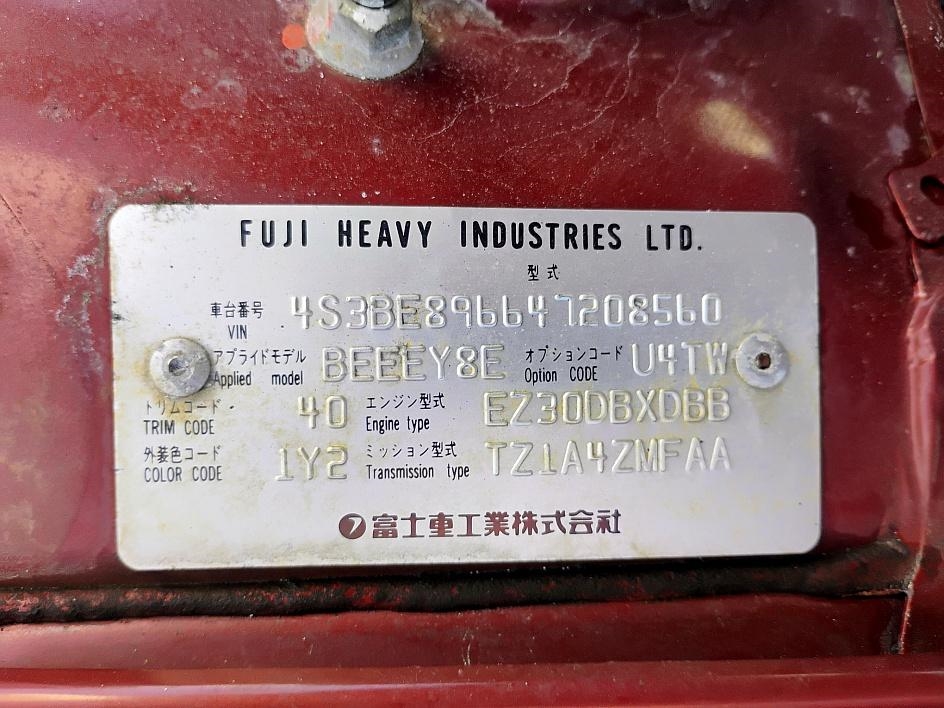 FUJI HEAVY INDUSTRIES LTD.
型式
車台番号 VIN 4S3BE896647208560
アプライドモデル Applied model BEEEY8E オプションコード Option CODE U4TW
トリムコード TRIM CODE 40 エンジン型式 Engine type EZ30DBXDBB
外装色コード COLOR CODE 1Y2 ミッション型式 Transmission type TZ1A4ZMFAA
富士重工業株式会社